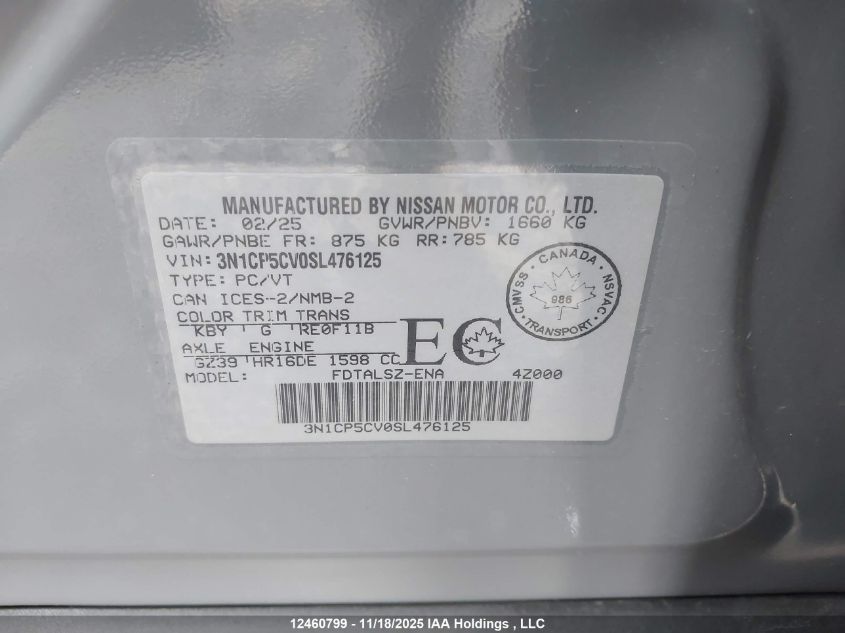 MANUFACTURED BY NISSAN MOTOR CO., LTD.
DATE: 02/25 GVWR/PNBV: 1660 KG
GAWR/PNBE FR: 875 KG RR:785 KG
VIN: 3N1CP5CV0SL476125
TYPE: PC/VT
CAN ICES-2/NMB-2
COLOR TRIM TRANS
KBY G RE0F11B
AXLE ENGINE
GZ39 HR16DE 1598 CC
EC
MODEL: FDTALSZ-ENA 4Z000
3N1CP5CV0SL476125
CANADA
CMVSS NSVAC
986
TRANSPORT
12460799 - 11/18/2025 IAA Holdings , LLC